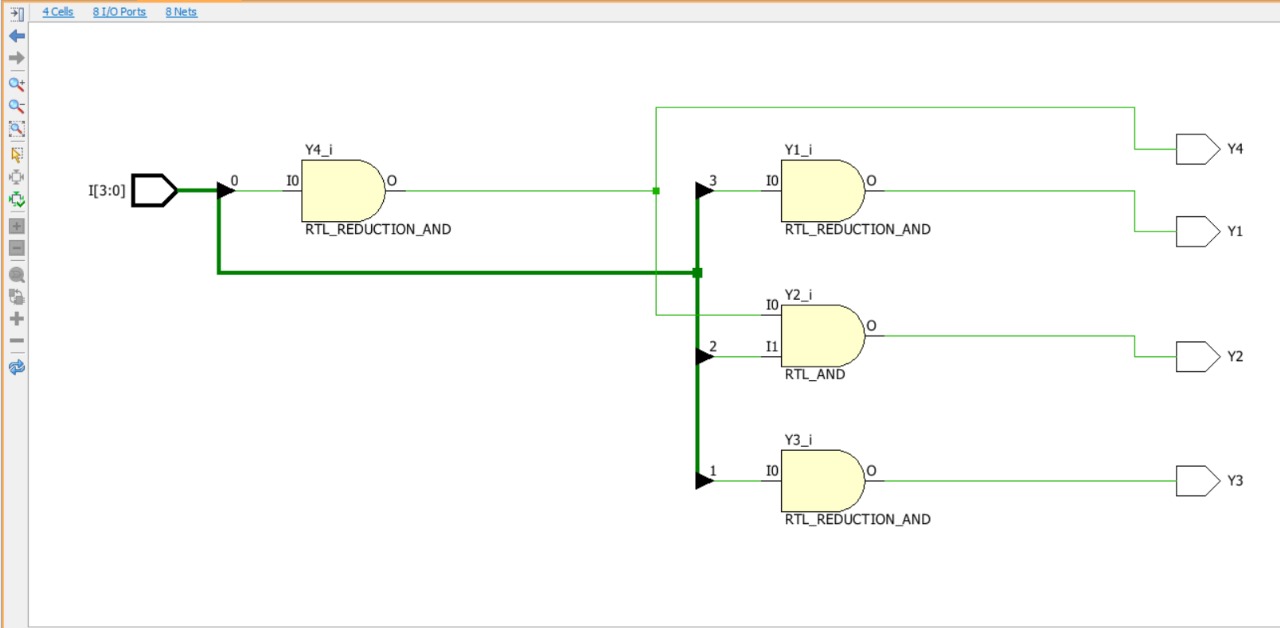 4 Cells 8 I/O Ports 8 Nets
Y4_i Y1_i Y4
I[3:0] 0 I0 O 3 I0 O
RTL_REDUCTION_AND RTL_REDUCTION_AND Y1
Y2_i
I0 O
2 I1 Y2
RTL_AND
Y3_i
1 I0 O Y3
RTL_REDUCTION_AND